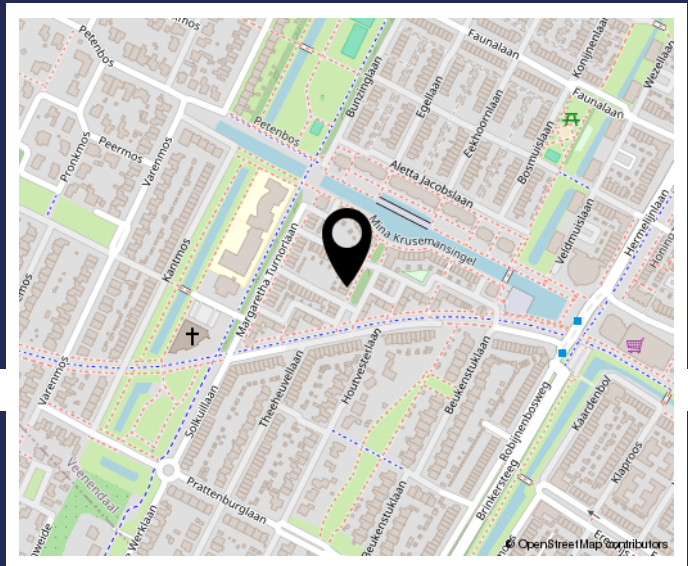 Petenbos
Faunalaan
Konijnenlaan
Wezellaan
Bunzinglaan
Egellaan
Eekhoornlaan
Faunalaan
Petenbos
Peermos
Varenmos
Pronkmos
Bosmuislaan
Aletta Jacobslaan
Mina Krusemansingel
Veldmuislaan
Hermelijnlaan
Kantmos
Margaretha Turnorlaan
Varenmos
Solkuillaan
Theeheuvellaan
Houtvesterlaan
Beukenstuklaan
Robijnenbosweg
Kaardenbol
Klaproos
Veenendaal
Prattenburglaan
Brinkersteeg
Beukenstuklaan
© OpenStreetMap contributors